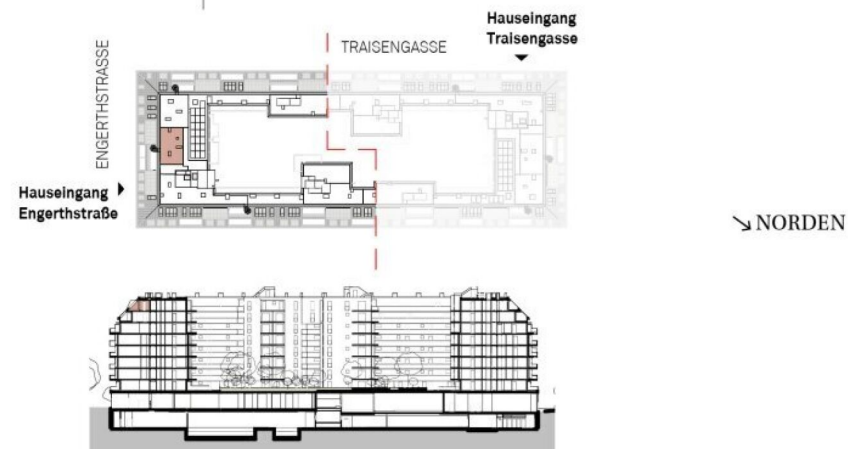 Hauseingang
Traisengasse
TRAISENGASSE
ENGERTHSTRASSE
Hauseingang
Engerthstraße
NORDEN